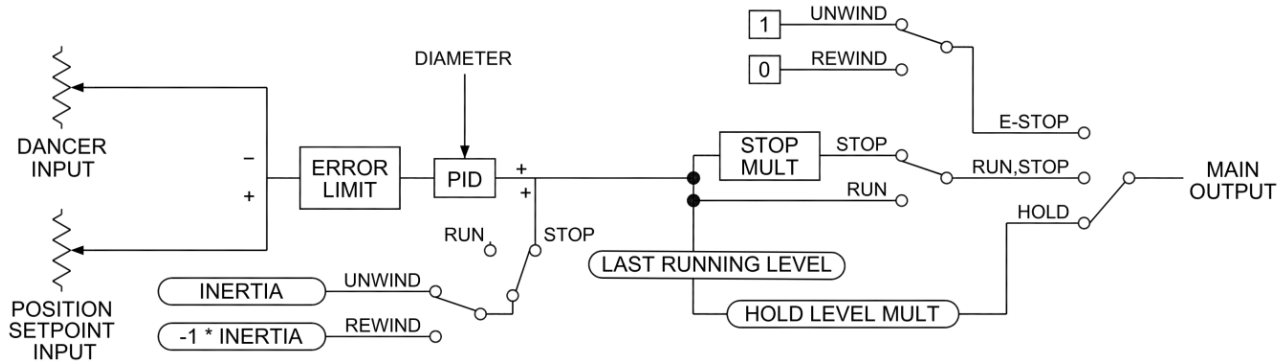 1
UNWIND
0
REWIND
DIAMETER
DANCER
INPUT
E-STOP
−
+
ERROR
LIMIT
PID
+
+
STOP
MULT
STOP
RUN,STOP
RUN
MAIN
OUTPUT
HOLD
RUN
STOP
LAST RUNNING LEVEL
POSITION
SETPOINT
INPUT
INERTIA
UNWIND
-1 * INERTIA
REWIND
HOLD LEVEL MULT